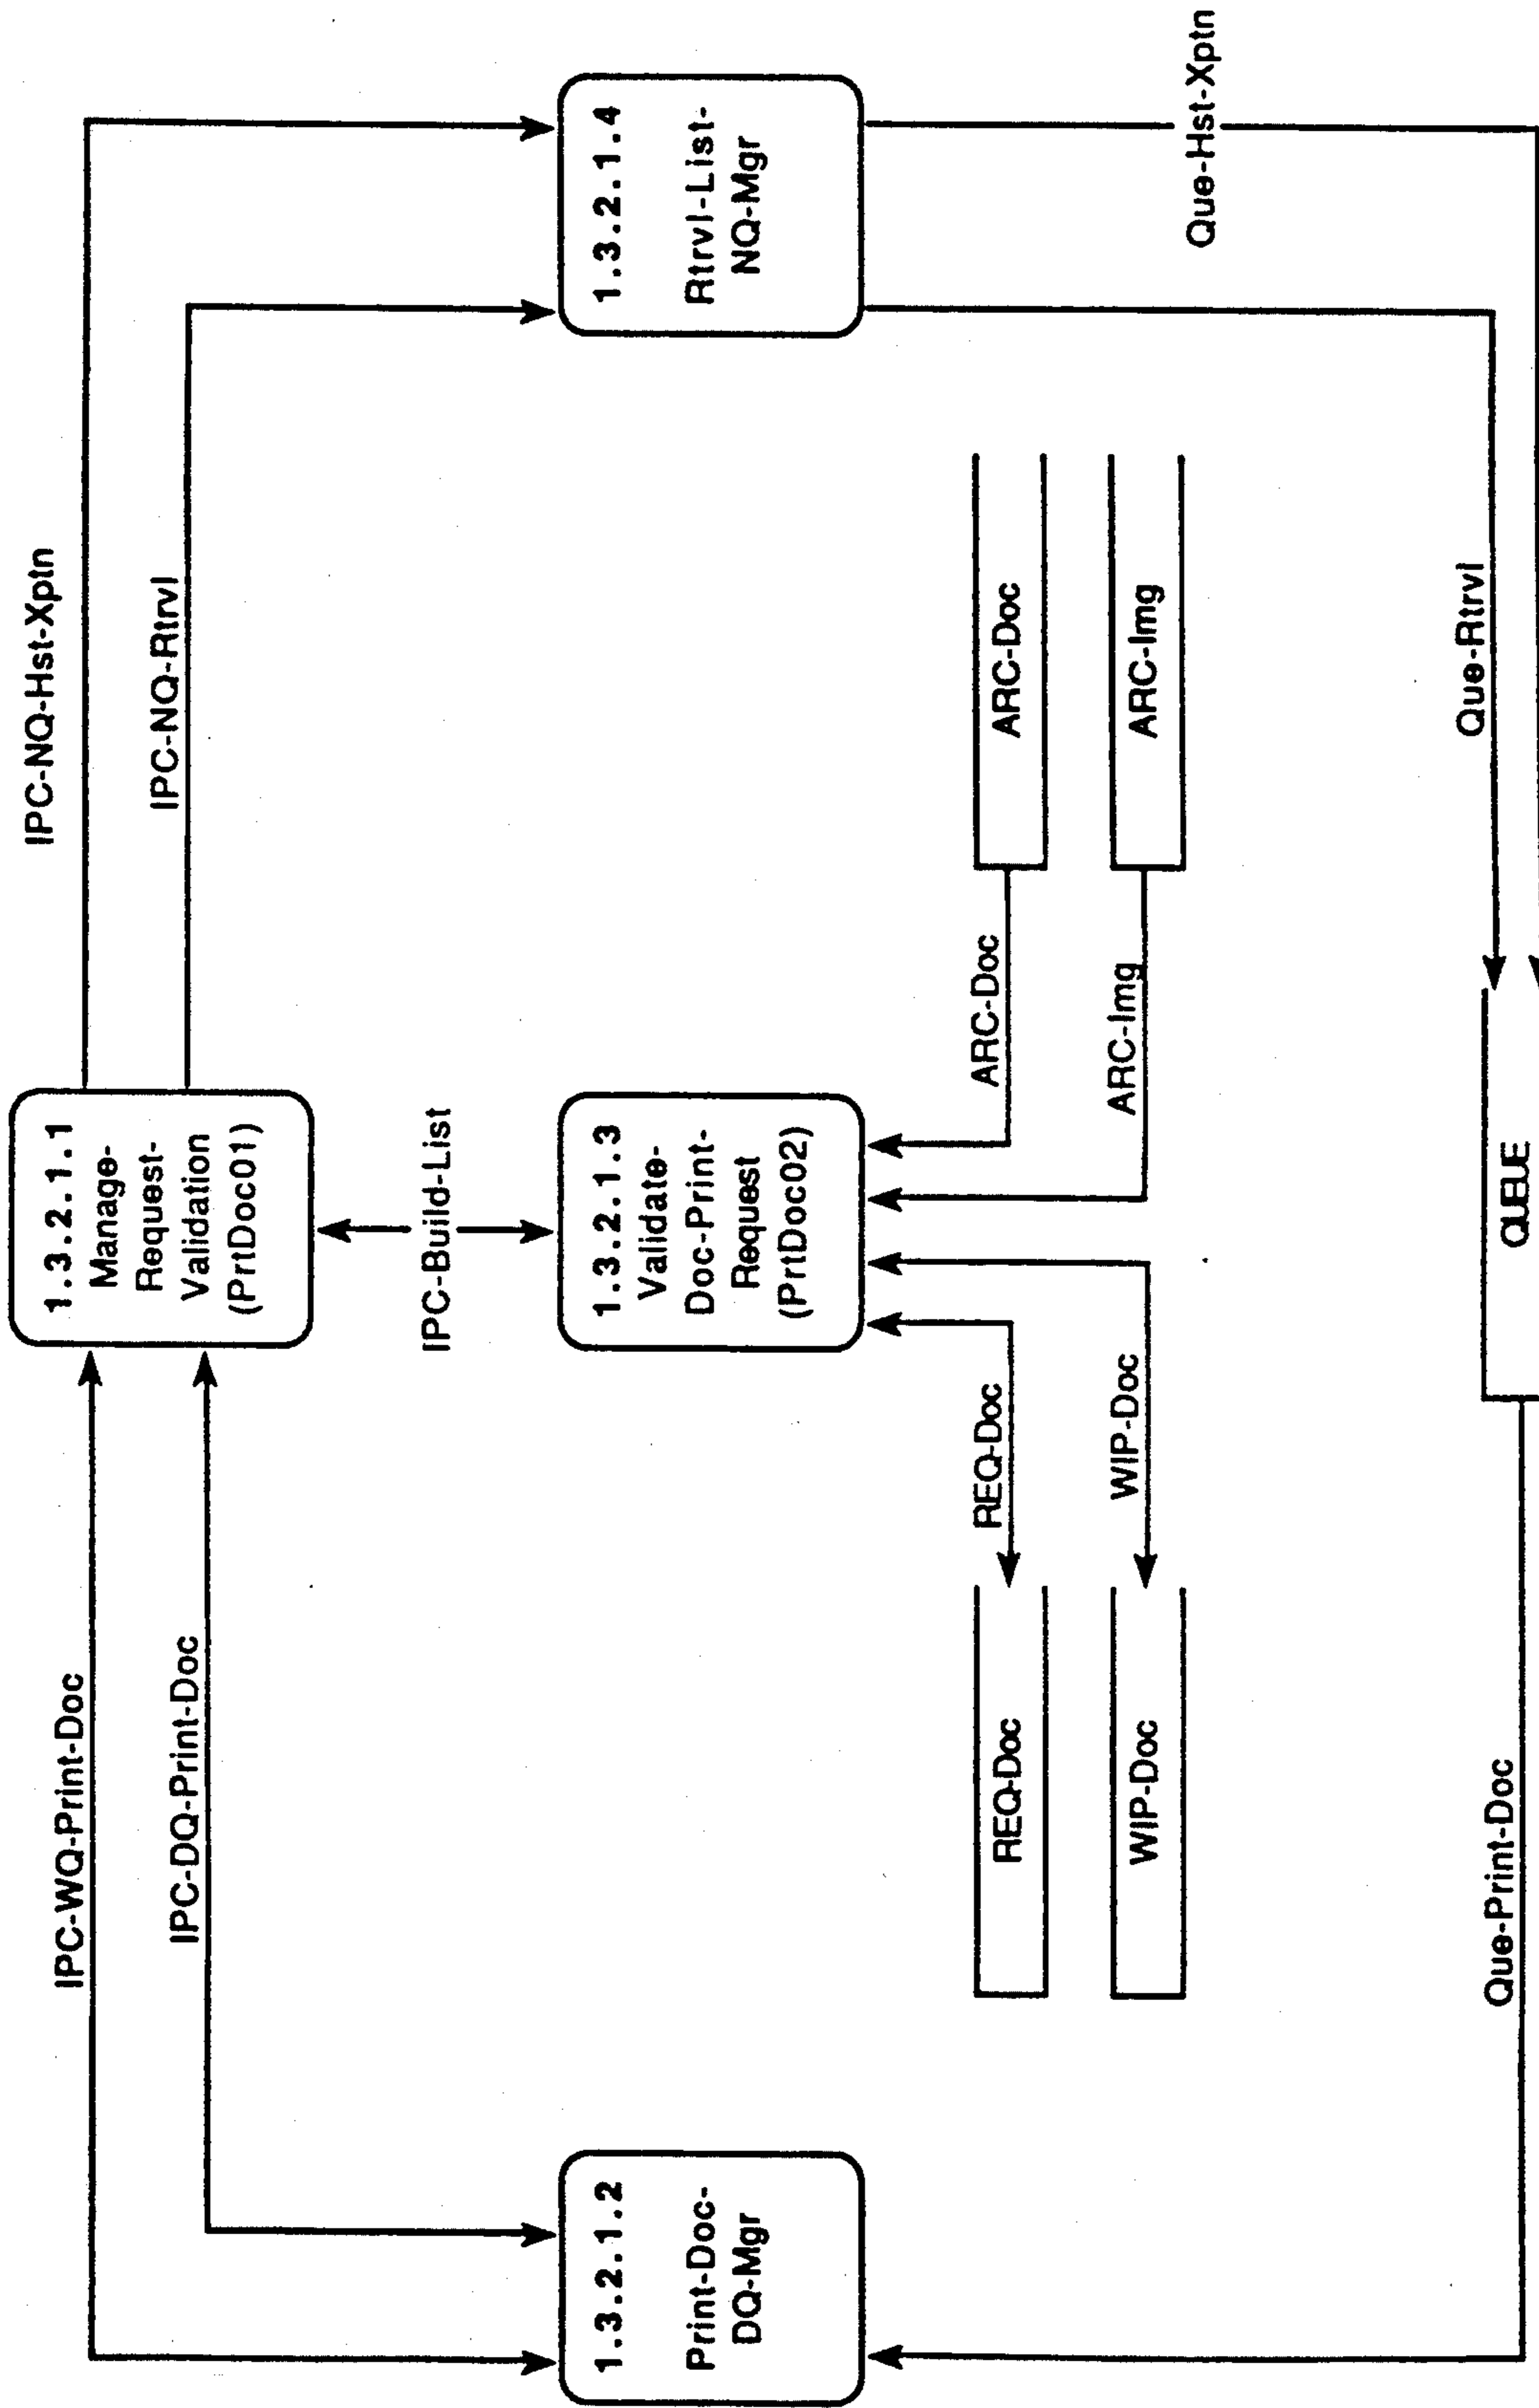 IPC-WQ-Print-Doc
IPC-DQ-Print-Doc
1.3.2.1.1
Manage-
Request-
Validation
(PrtDoc01)
IPC-NQ-Hst-Xptn
IPC-NQ-Rtrvl
IPC-Build-List
1.3.2.1.2
Print-Doc-
DQ-Mgr
1.3.2.1.3
Validate-
Doc-Print-
Request
(PrtDoc02)
1.3.2.1.4
Rtrvl-List-
NQ-Mgr
REQ-Doc
REQ-Doc
ARC-Doc
ARC-Doc
WIP-Doc
WIP-Doc
ARC-Img
ARC-Img
Que-Hst-Xptn
Que-Print-Doc
QUEUE
Que-Rtrvl